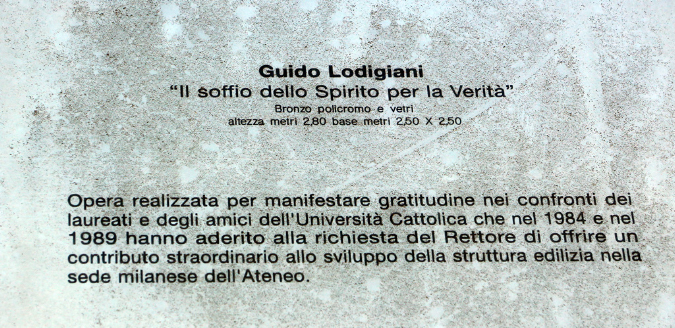 Guido Lodigiani
"Il soffio dello Spirito per la Verità"
Bronzo policromo e vetri
altezza metri 2,80 base metri 2,50 X 2,50
Opera realizzata per manifestare gratitudine nei confronti dei
laureati e degli amici dell'Università Cattolica che nel 1984 e nel
1989 hanno aderito alla richiesta del Rettore di offrire un
contributo straordinario allo sviluppo della struttura edilizia nella
sede milanese dell'Ateneo.